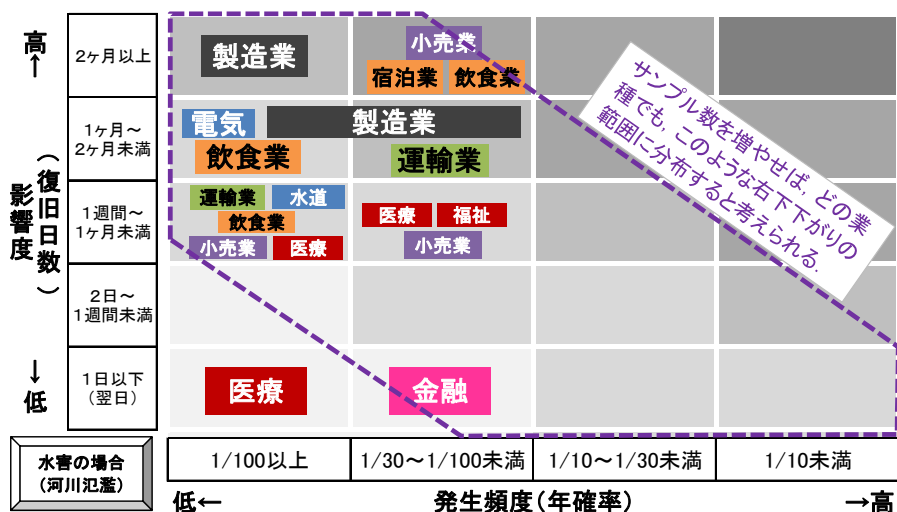 高
↑
影響度
(復旧日数)
↓
低
2ヶ月以上
製造業
小売業
宿泊業 飲食業
1ヶ月～
2ヶ月未満
電気 製造業
飲食業 運輸業
1週間～
1ヶ月未満
運輸業 水道
飲食業
小売業 医療
医療 福祉
小売業
2日～
1週間未満
1日以下
(翌日)
医療 金融
サンプル数を増やせば，どの業
種でも，このような右下下がりの
範囲に分布すると考えられる．
水害の場合
(河川氾濫)
1/100以上 1/30～1/100未満 1/10～1/30未満 1/10未満
低← 発生頻度(年確率) →高